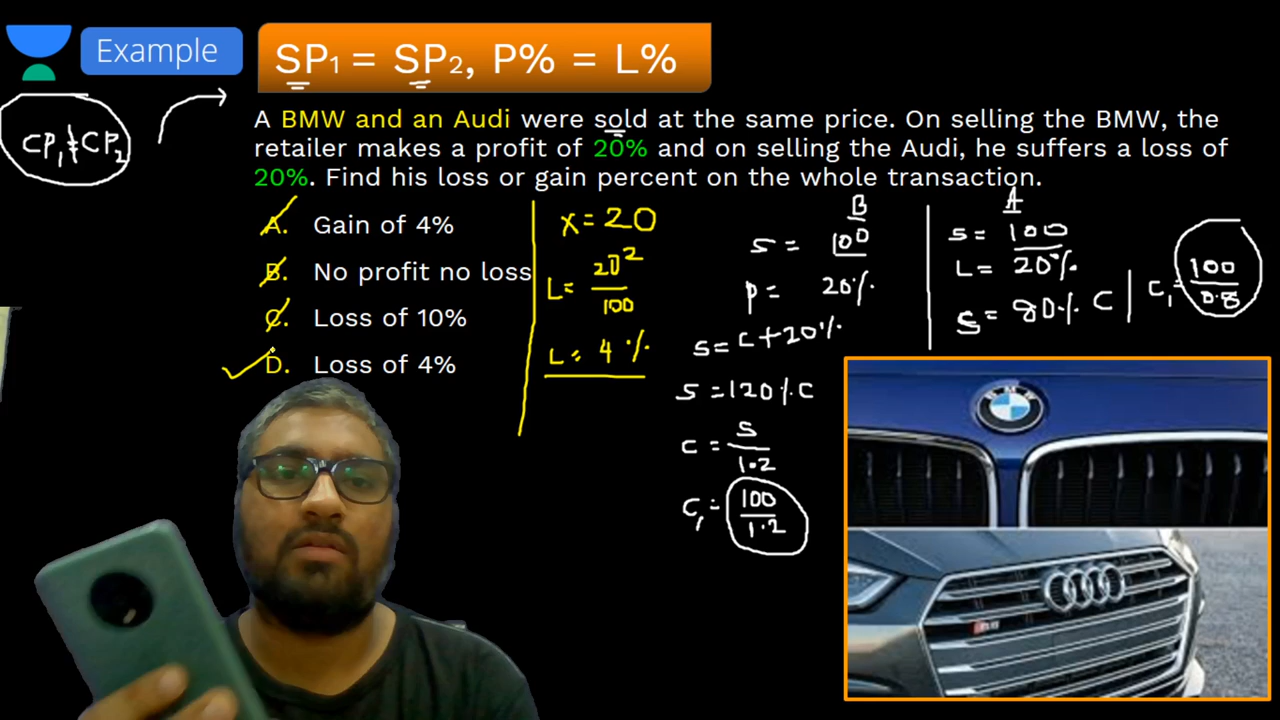 Example
SP₁ = SP₂, P% = L%
CP₁ ≠ CP₂
A BMW and an Audi were sold at the same price. On selling the BMW, the
retailer makes a profit of 20% and on selling the Audi, he suffers a loss of
20%. Find his loss or gain percent on the whole transaction.
A. Gain of 4%
B. No profit no loss
C. Loss of 10%
D. Loss of 4%
x = 20
L = 20²/100
L = 4%
B
S = 100
P = 20%
S = C + 20%
S = 120% C
C = S/1.2
C₁ = 100/1.2
A
S = 100
L = 20%
S = 80% C
C₁ = 100/0.8
BMW